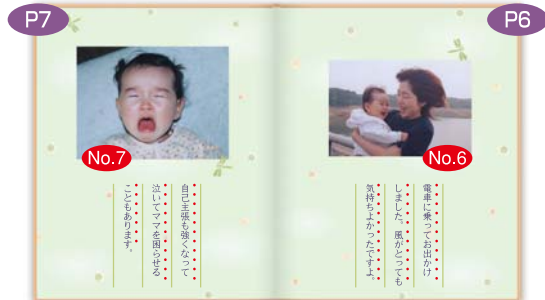 P7
P6
No.7
No.6
電車に乗ってお出かけ
しました。風がとっても
気持ちよかったですよ。
自己主張も強くなって
泣いてママを困らせる
こともあります。